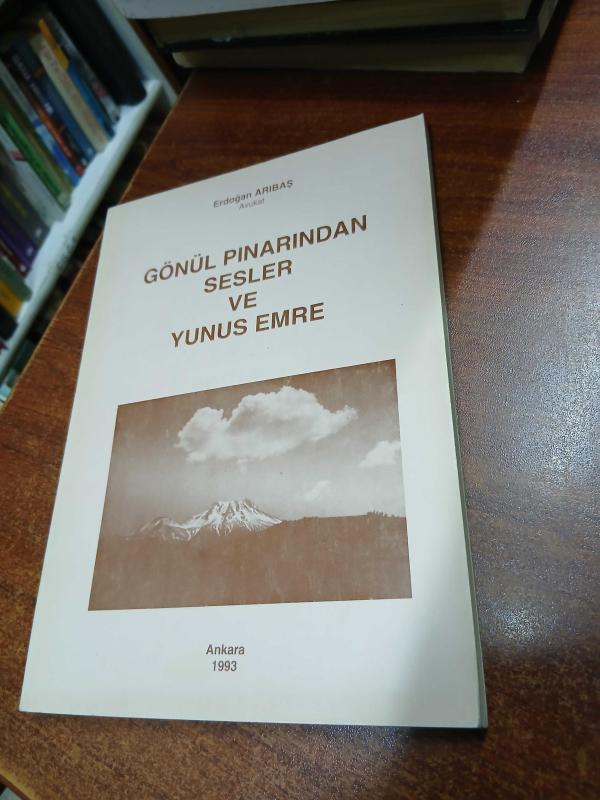 Erdoğan ARIBAŞ
Avukat
GÖNÜL PINARINDAN
SESLER
VE
YUNUS EMRE
Ankara
1993